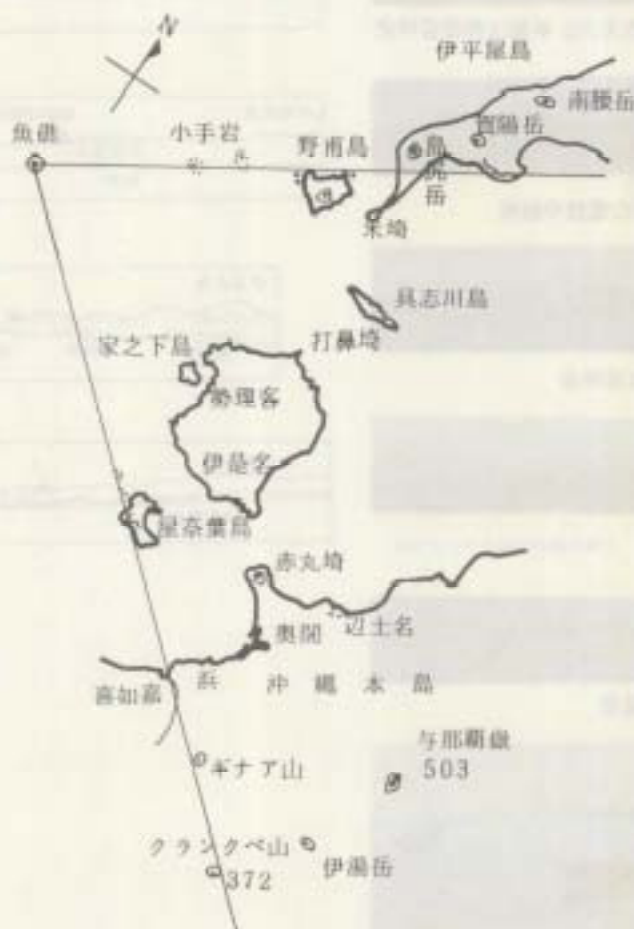 N
伊平屋島
南腰岳
賀陽岳
魚礁
小手岩
野甫島
島尻岳
米埼
具志川島
打鼻埼
家之下島
勢理客
伊是名
屋奈葉島
赤丸埼
奥間
辺土名
浜
沖縄本島
喜如嘉
与那覇嶽
503
ギナア山
クランクベ山
伊湯岳
372